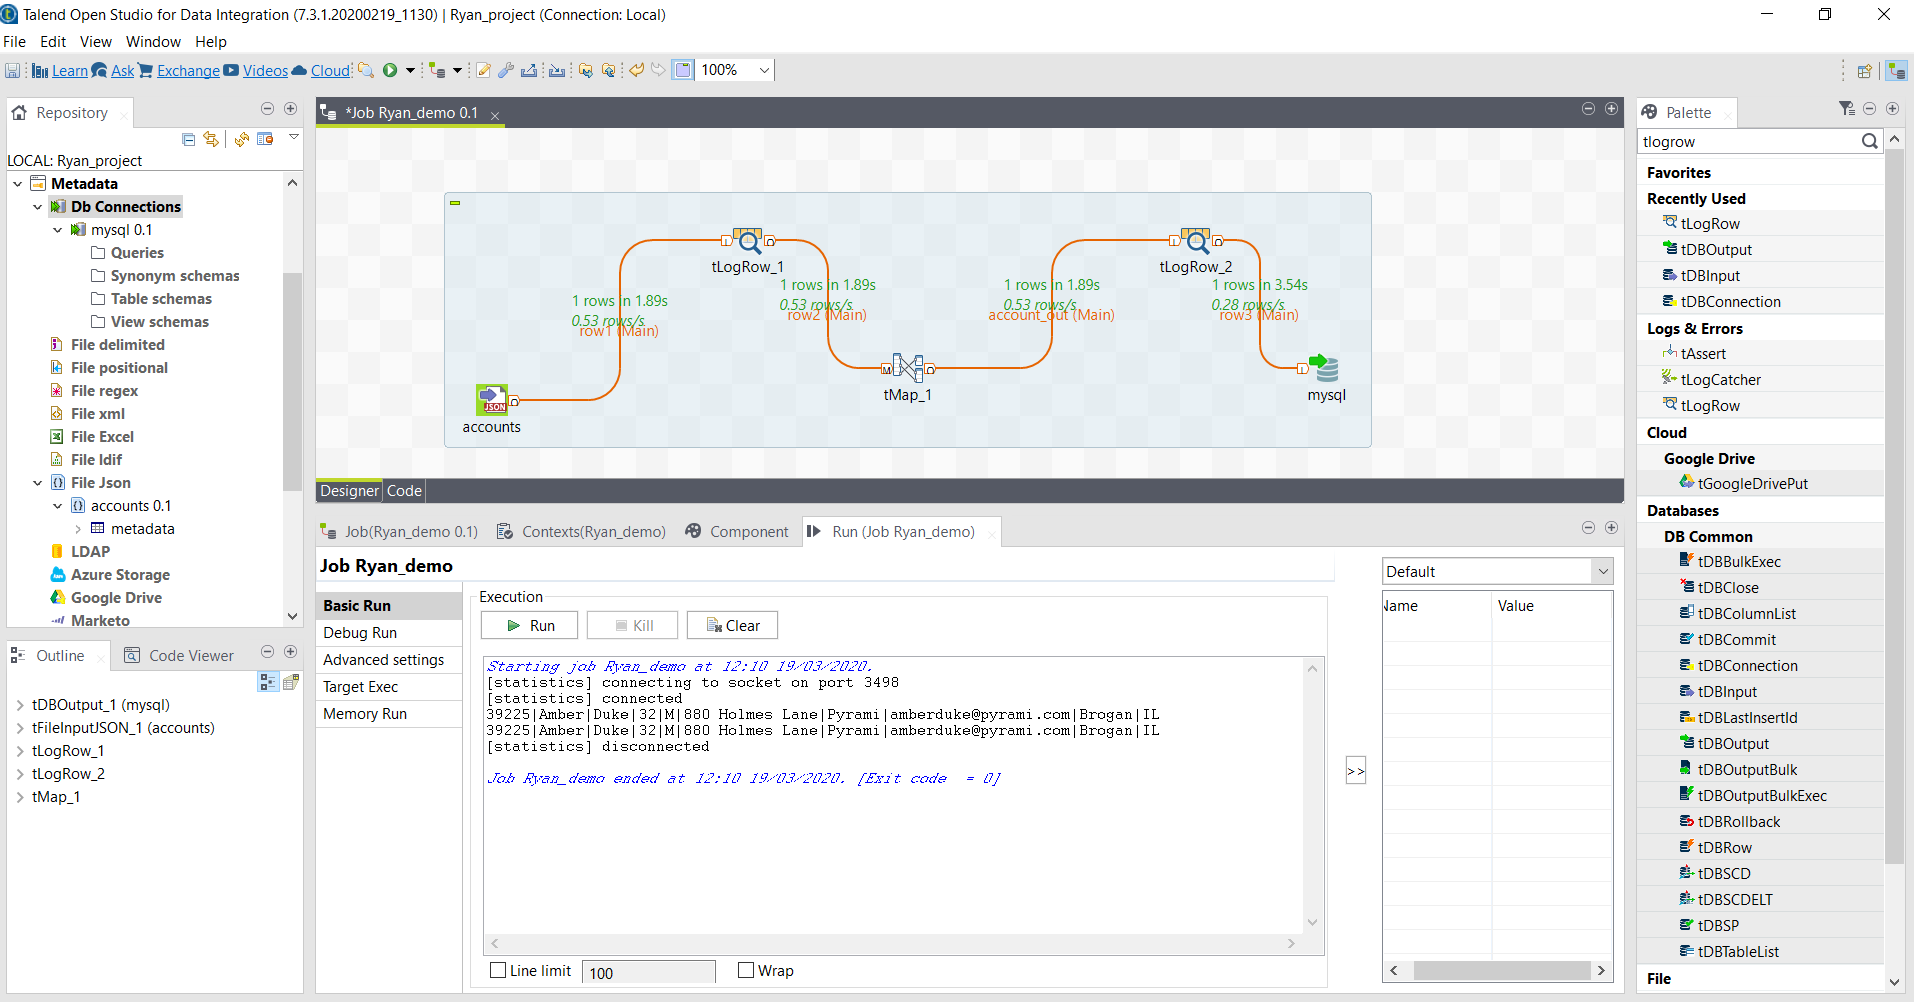 Talend Open Studio for Data Integration (7.3.1.20200219_1130) | Ryan_project (Connection: Local)
File Edit View Window Help
Learn Ask Exchange Videos Cloud 100%
Repository
LOCAL: Ryan_project
Metadata
Db Connections
mysql 0.1
Queries
Synonym schemas
Table schemas
View schemas
File delimited
File positional
File regex
File xml
File Excel
File ldif
File Json
accounts 0.1
metadata
LDAP
Azure Storage
Google Drive
Marketo
Outline Code Viewer
tDBOutput_1 (mysql)
tFileInputJSON_1 (accounts)
tLogRow_1
tLogRow_2
tMap_1
*Job Ryan_demo 0.1
tLogRow_1
tLogRow_2
1 rows in 1.89s
0.53 rows/s
row1 (Main)
1 rows in 1.89s
0.53 rows/s
row2 (Main)
1 rows in 1.89s
0.53 rows/s
account_out (Main)
1 rows in 3.54s
0.28 rows/s
row3 (Main)
JSON
accounts
tMap_1
mysql
Designer Code
Job(Ryan_demo 0.1) Contexts(Ryan_demo) Component Run (Job Ryan_demo)
Job Ryan_demo
Basic Run
Debug Run
Advanced settings
Target Exec
Memory Run
Execution
Run Kill Clear
Starting job Ryan_demo at 12:10 19/03/2020.
[statistics] connecting to socket on port 3498
[statistics] connected
39225|Amber|Duke|32|M|880 Holmes Lane|Pyrami|amberduke@pyrami.com|Brogan|IL
39225|Amber|Duke|32|M|880 Holmes Lane|Pyrami|amberduke@pyrami.com|Brogan|IL
[statistics] disconnected
Job Ryan_demo ended at 12:10 19/03/2020. [Exit code  = 0]
Line limit 100 Wrap
>>
Default
Name Value
Palette
tlogrow
Favorites
Recently Used
tLogRow
tDBOutput
tDBInput
tDBConnection
Logs & Errors
tAssert
tLogCatcher
tLogRow
Cloud
Google Drive
tGoogleDrivePut
Databases
DB Common
tDBBulkExec
tDBClose
tDBColumnList
tDBCommit
tDBConnection
tDBInput
tDBLastInsertId
tDBOutput
tDBOutputBulk
tDBOutputBulkExec
tDBRollback
tDBRow
tDBSCD
tDBSCDELT
tDBSP
tDBTableList
File